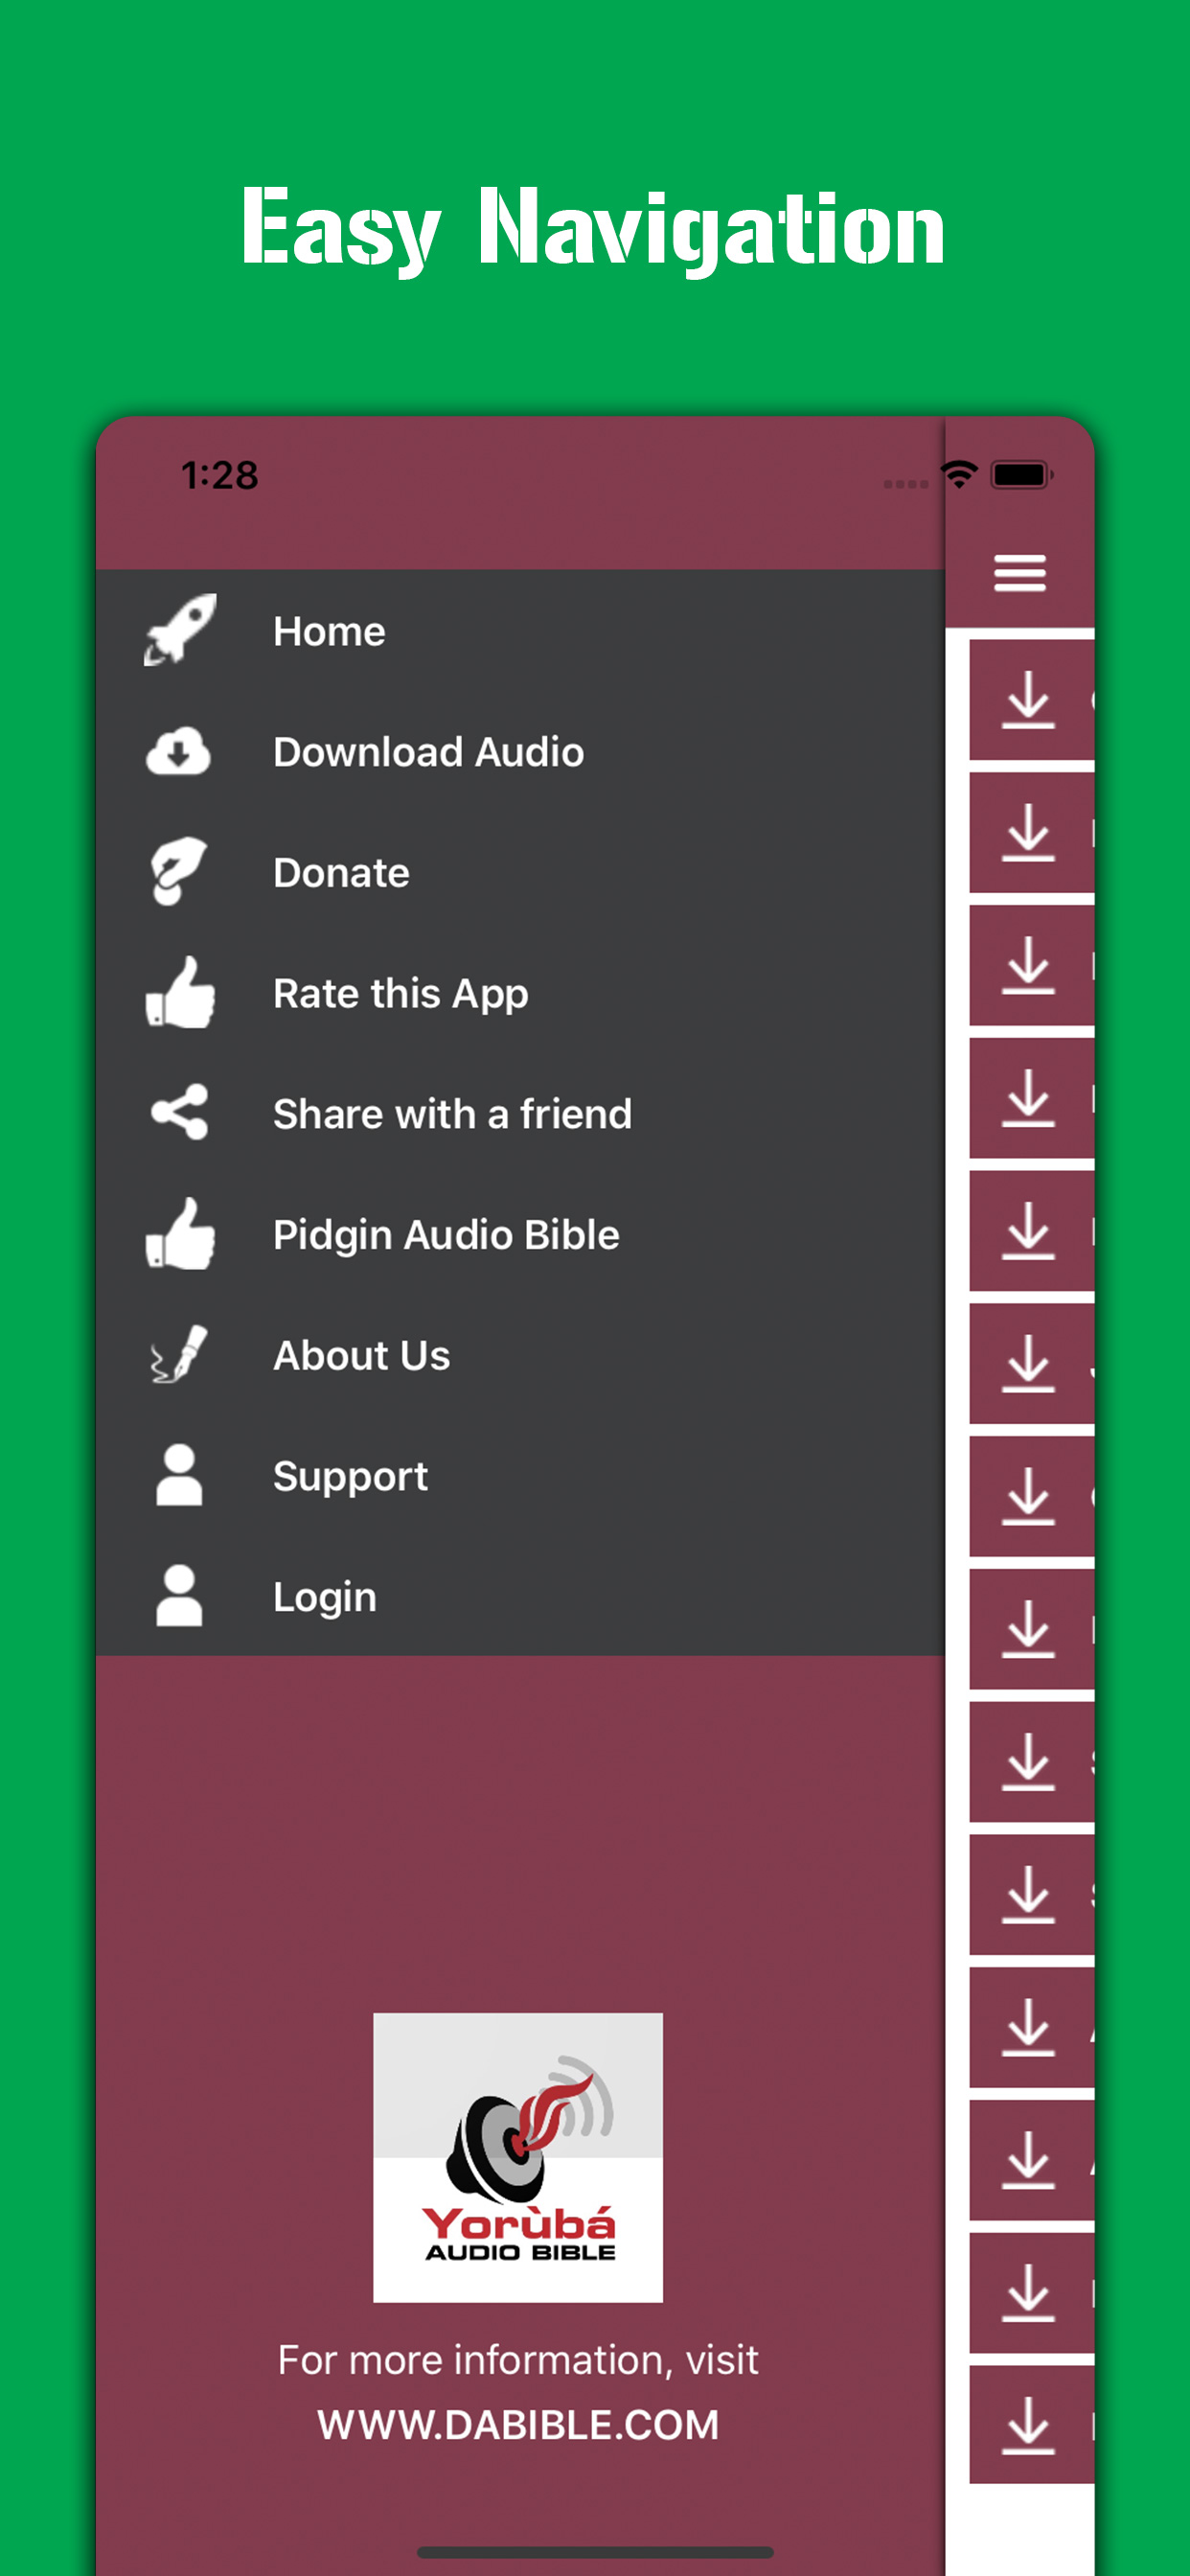 Easy Navigation
1:28
Home
Download Audio
Donate
Rate this App
Share with a friend
Pidgin Audio Bible
About Us
Support
Login
Yorùbá
AUDIO BIBLE
For more information, visit
WWW.DABIBLE.COM